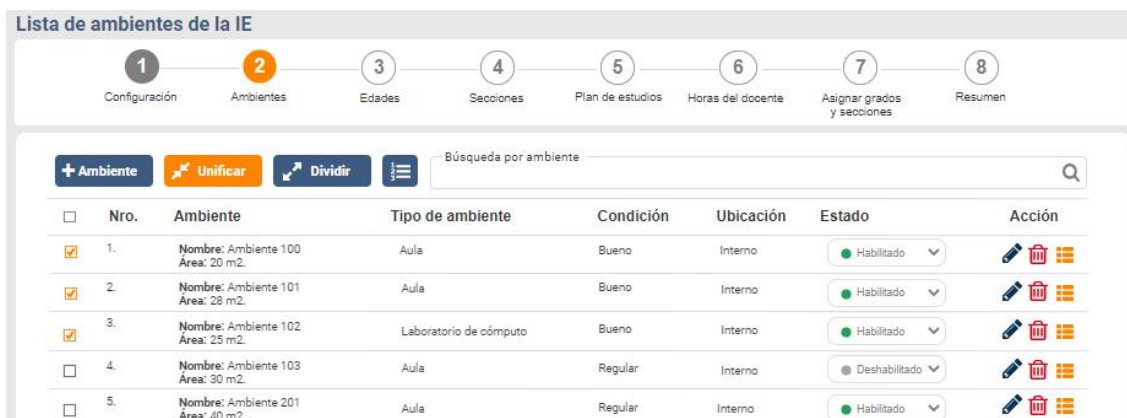 Lista de ambientes de la IE
1 2 3 4 5 6 7 8
Configuración Ambientes Edades Secciones Plan de estudios Horas del docente Asignar grados y secciones Resumen
+ Ambiente Unificar Dividir Búsqueda por ambiente
Nro. Ambiente Tipo de ambiente Condición Ubicación Estado Acción
1. Nombre: Ambiente 100 Aula Bueno Interno Habilitado
Área: 20 m2.
2. Nombre: Ambiente 101 Aula Bueno Interno Habilitado
Área: 28 m2.
3. Nombre: Ambiente 102 Laboratorio de cómputo Bueno Interno Habilitado
Área: 25 m2.
4. Nombre: Ambiente 103 Aula Regular Interno Deshabilitado
Área: 30 m2.
5. Nombre: Ambiente 201 Aula Regular Interno Habilitado
Área: 40 m2